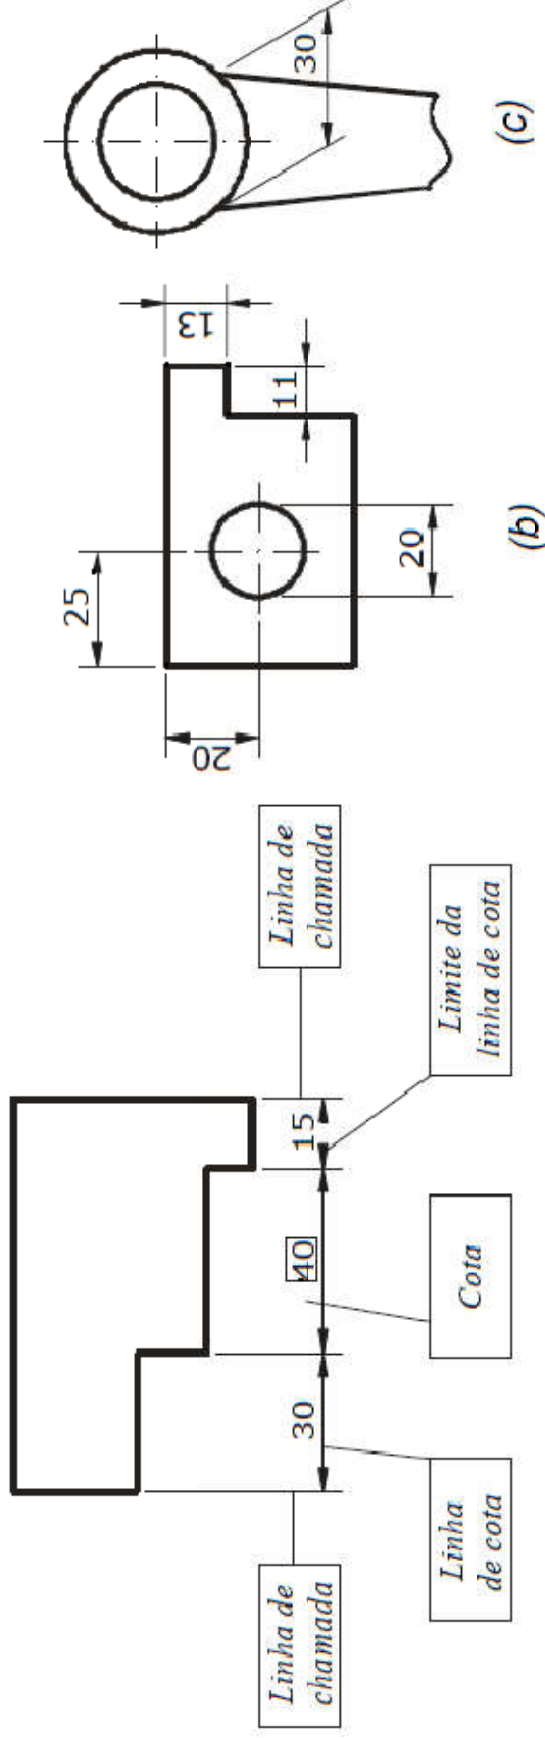 30
40
15
Linha de
chamada
Linha de
chamada
Linha
de cota
Cota
Limite da
linha de cota
25
20
13
11
20
(b)
30
(c)